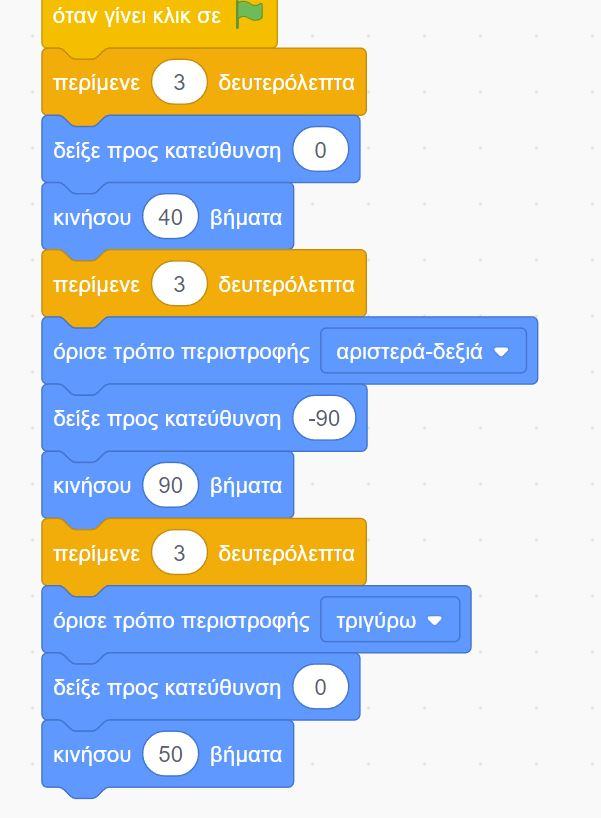 όταν γίνει κλικ σε
περίμενε 3 δευτερόλεπτα
δείξε προς κατεύθυνση 0
κινήσου 40 βήματα
περίμενε 3 δευτερόλεπτα
όρισε τρόπο περιστροφής αριστερά-δεξιά
δείξε προς κατεύθυνση -90
κινήσου 90 βήματα
περίμενε 3 δευτερόλεπτα
όρισε τρόπο περιστροφής τριγύρω
δείξε προς κατεύθυνση 0
κινήσου 50 βήματα